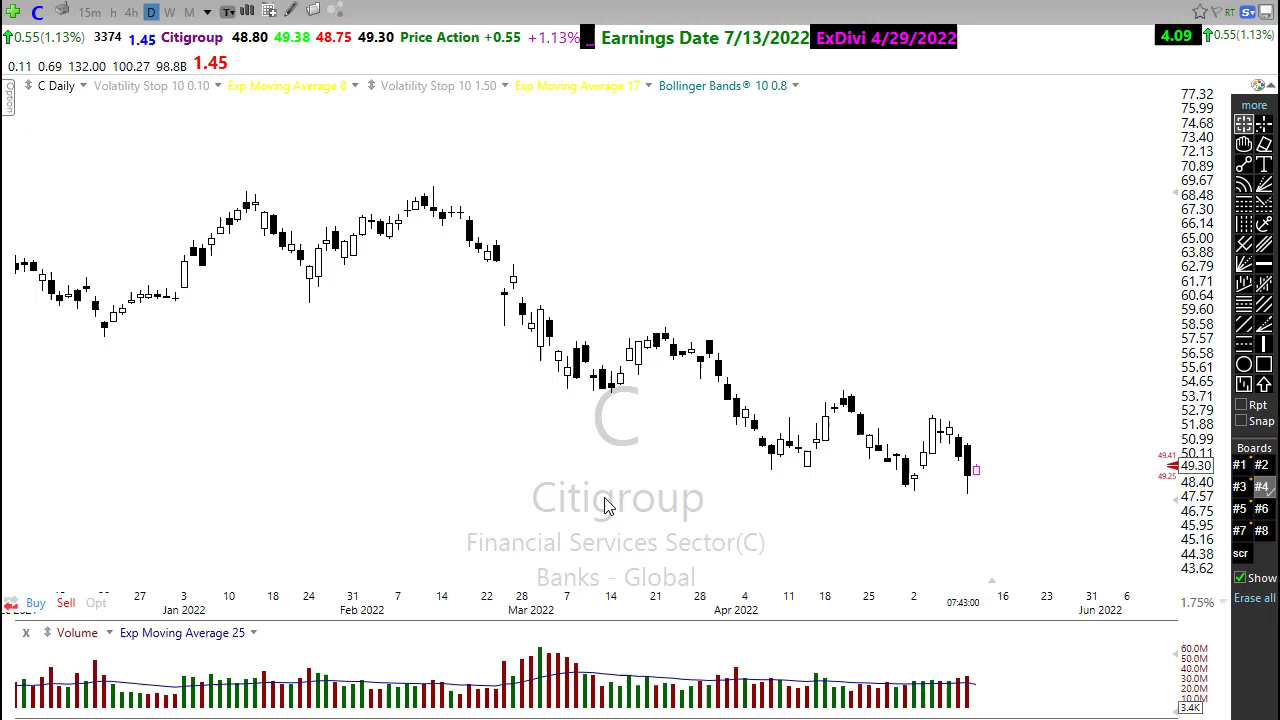 C 15m h 4h D W M T
0.55(1.13%) 3374 1.45 Citigroup 48.80 49.38 48.75 49.30 Price Action +0.55 +1.13% ... Earnings Date 7/13/2022 ExDivi 4/29/2022 4.09 0.55(1.13%)
RT
0.11 0.69 132.00 100.27 98.8B 1.45
Option
C Daily Volatility Stop 10 0.10 Exp Moving Average 8 Volatility Stop 10 1.50 Exp Moving Average 17 Bollinger Bands® 10 0.8
77.32
75.99
74.68
73.40
72.13
70.89
69.67
68.48
67.30
66.14
65.00
63.88
62.79
61.71
60.64
59.60
58.58
57.57
56.58
55.61
54.65
53.71
52.79
51.88
50.99
50.11
49.41
49.30
49.25
48.40
47.57
46.75
45.95
45.16
44.38
43.62
C
Citigroup
Financial Services Sector(C)
Banks - Global
more
T
Rpt
Snap
Boards
#1 #2
#3 #4
#5 #6
#7 #8
scr
Show
Erase all
Buy Sell Opt
20 27 3 10 18 24 31 7 14 22 28 7 14 21 28 4 11 18 25 2 07:43:00 16 23 31 6
Jan 2022 Feb 2022 Mar 2022 Apr 2022 Jun 2022
1.75%
x Volume Exp Moving Average 25
60.0M
50.0M
40.0M
30.0M
20.0M
10.0M
3.4K